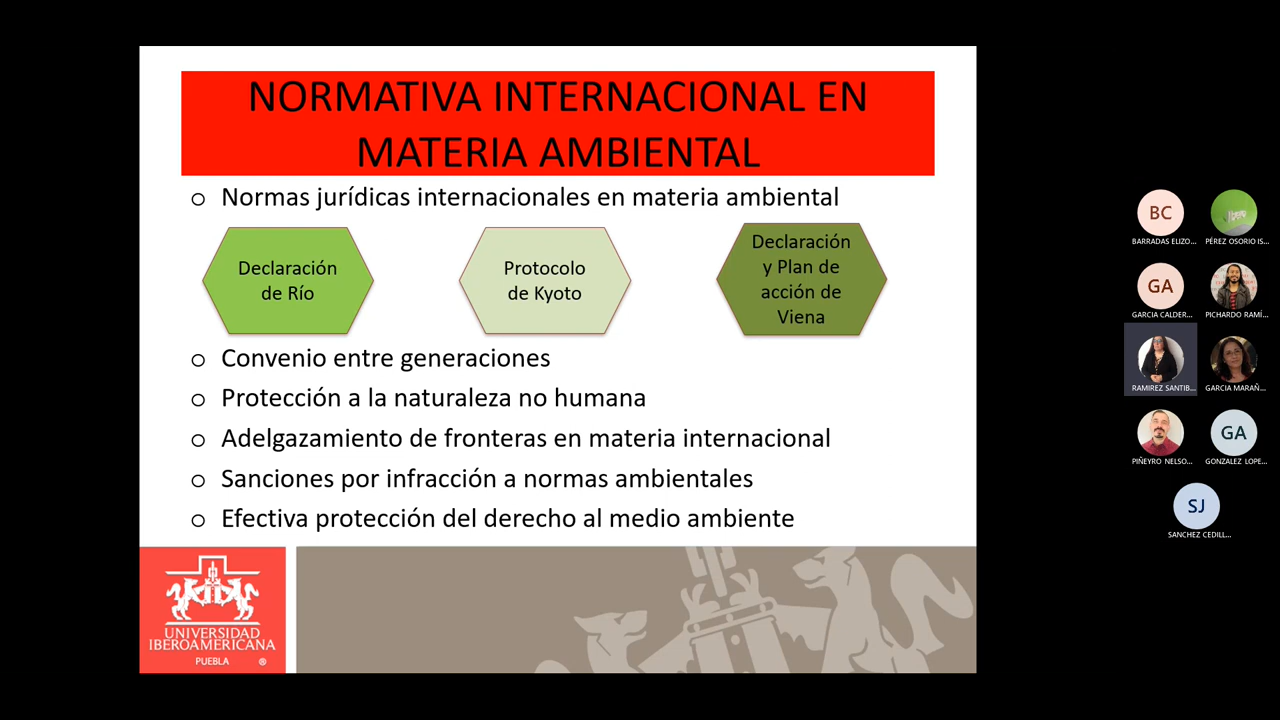 NORMATIVA INTERNACIONAL EN
MATERIA AMBIENTAL
o Normas jurídicas internacionales en materia ambiental
Declaración
de Río
Protocolo
de Kyoto
Declaración
y Plan de
acción de
Viena
o Convenio entre generaciones
o Protección a la naturaleza no humana
o Adelgazamiento de fronteras en materia internacional
o Sanciones por infracción a normas ambientales
o Efectiva protección del derecho al medio ambiente
UNIVERSIDAD
IBEROAMERICANA
PUEBLA ®
BC
BARRADAS ELIZO...
PÉREZ OSORIO IS...
GA
GARCIA CALDER...
PICHARDO RAMÍ...
RAMIREZ SANTIB...
GARCIA MARAÑ...
PIÑEYRO NELSO...
GA
GONZALEZ LOPE...
SJ
SANCHEZ CEDILL...